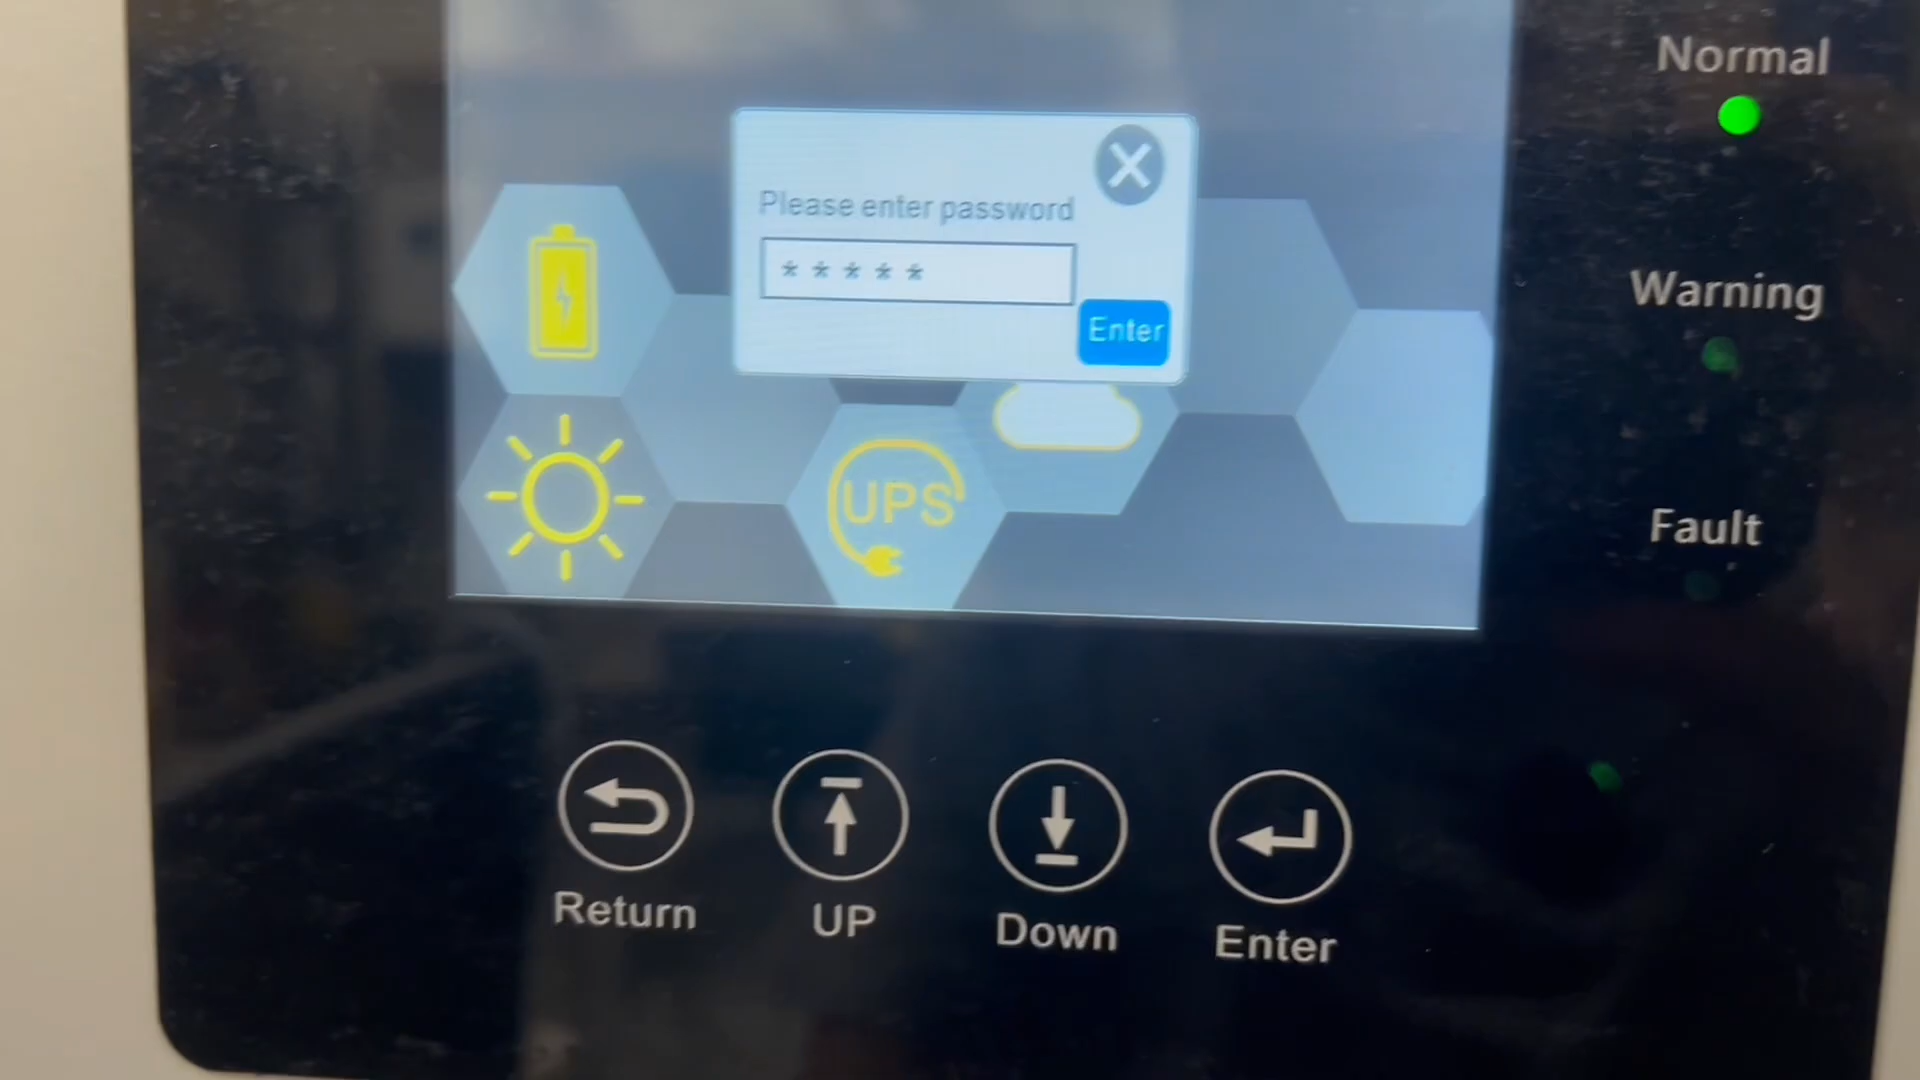 Normal
Please enter password
* * * * *
Enter
Warning
UPS
Fault
Return
UP
Down
Enter